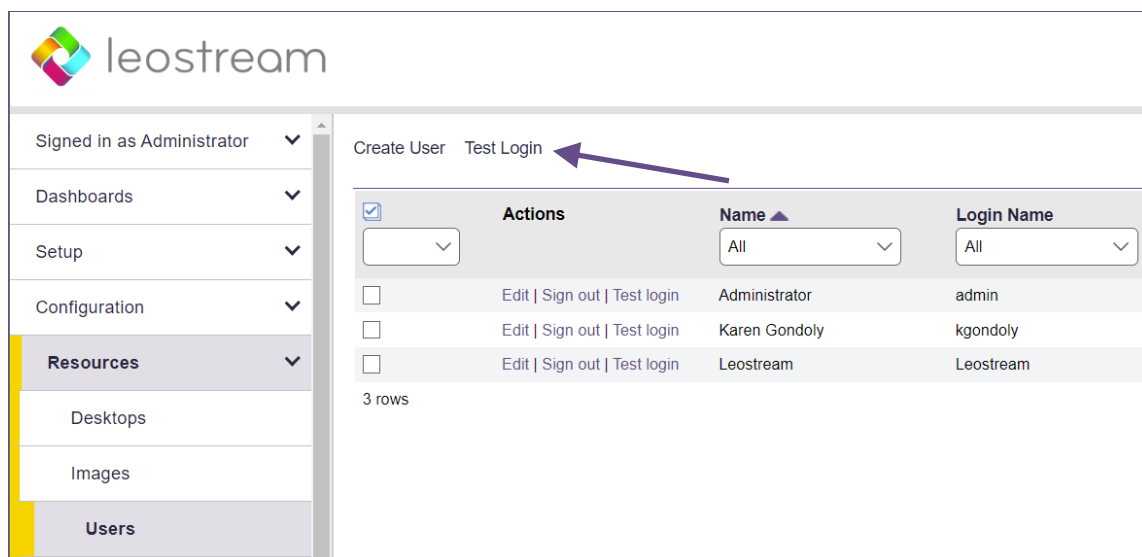 leostream
Signed in as Administrator
Dashboards
Setup
Configuration
Resources
Desktops
Images
Users
Create User Test Login
Actions Name Login Name
All All
Edit | Sign out | Test login Administrator admin
Edit | Sign out | Test login Karen Gondoly kgondoly
Edit | Sign out | Test login Leostream Leostream
3 rows